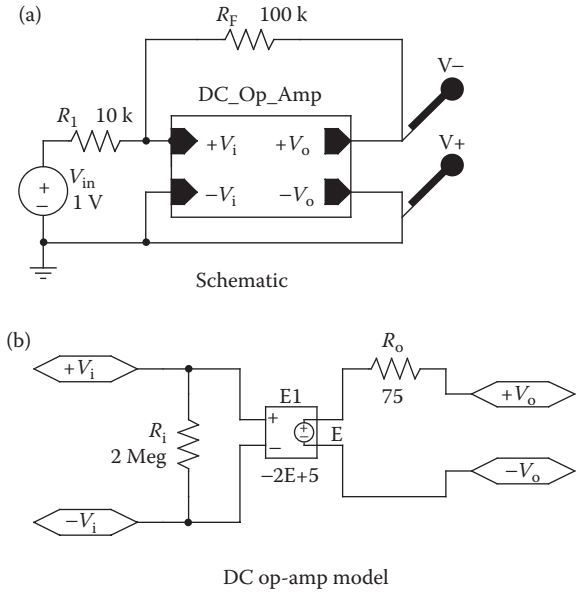 (a)
R_F 100 k
V−
DC_Op_Amp
R_1 10 k
V+
+V_i +V_o
V_in
+
1 V
−
−V_i −V_o
Schematic
(b)
R_o
+V_i
E1
75
+V_o
+
+
R_i
E
−
−
2 Meg
−2E+5
−V_o
−V_i
DC op-amp model